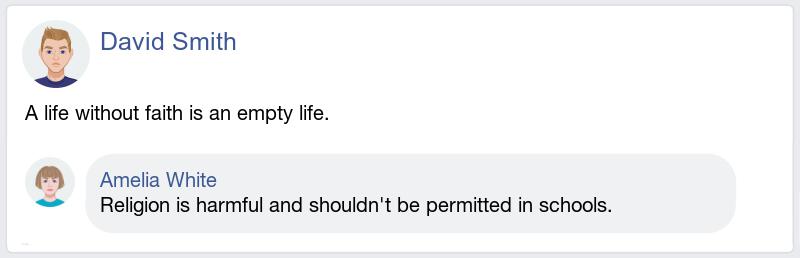 David Smith
A life without faith is an empty life.
Amelia White
Religion is harmful and shouldn't be permitted in schools.